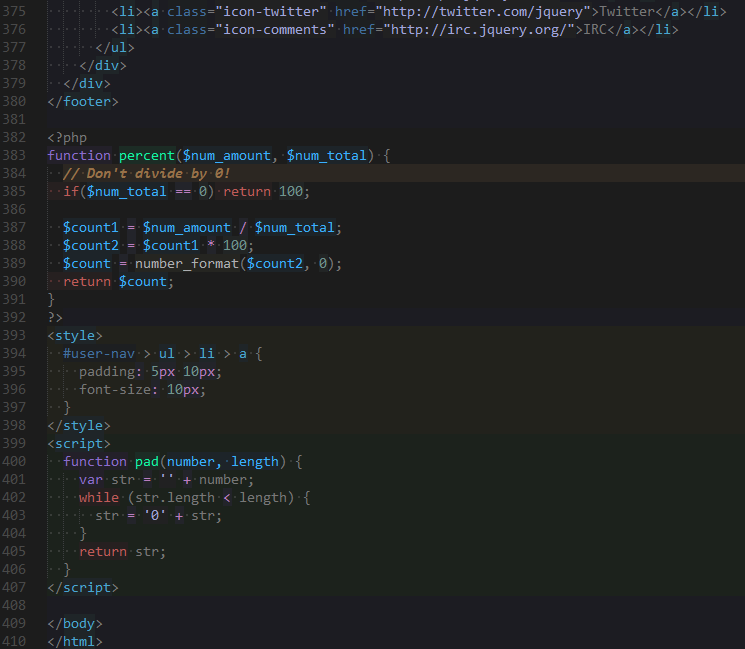 375 <li><a class="icon-twitter" href="http://twitter.com/jquery">Twitter</a></li>
376 <li><a class="icon-comments" href="http://irc.jquery.org/">IRC</a></li>
377 </ul>
378 </div>
379 </div>
380 </footer>
381
382 <?php
383 function percent($num_amount, $num_total) {
384 // Don't divide by 0!
385 if($num_total == 0) return 100;
386
387 $count1 = $num_amount / $num_total;
388 $count2 = $count1 * 100;
389 $count = number_format($count2, 0);
390 return $count;
391 }
392 ?>
393 <style>
394 #user-nav > ul > li > a {
395 padding: 5px 10px;
396 font-size: 10px;
397 }
398 </style>
399 <script>
400 function pad(number, length) {
401 var str = '' + number;
402 while (str.length < length) {
403 str = '0' + str;
404 }
405 return str;
406 }
407 </script>
408
409 </body>
410 </html>